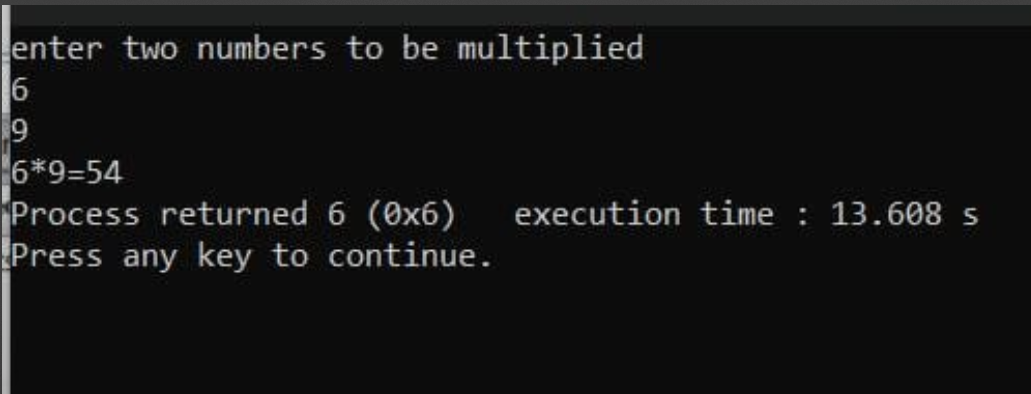 enter two numbers to be multiplied
6
9
6*9=54
Process returned 6 (0x6)   execution time : 13.608 s
Press any key to continue.